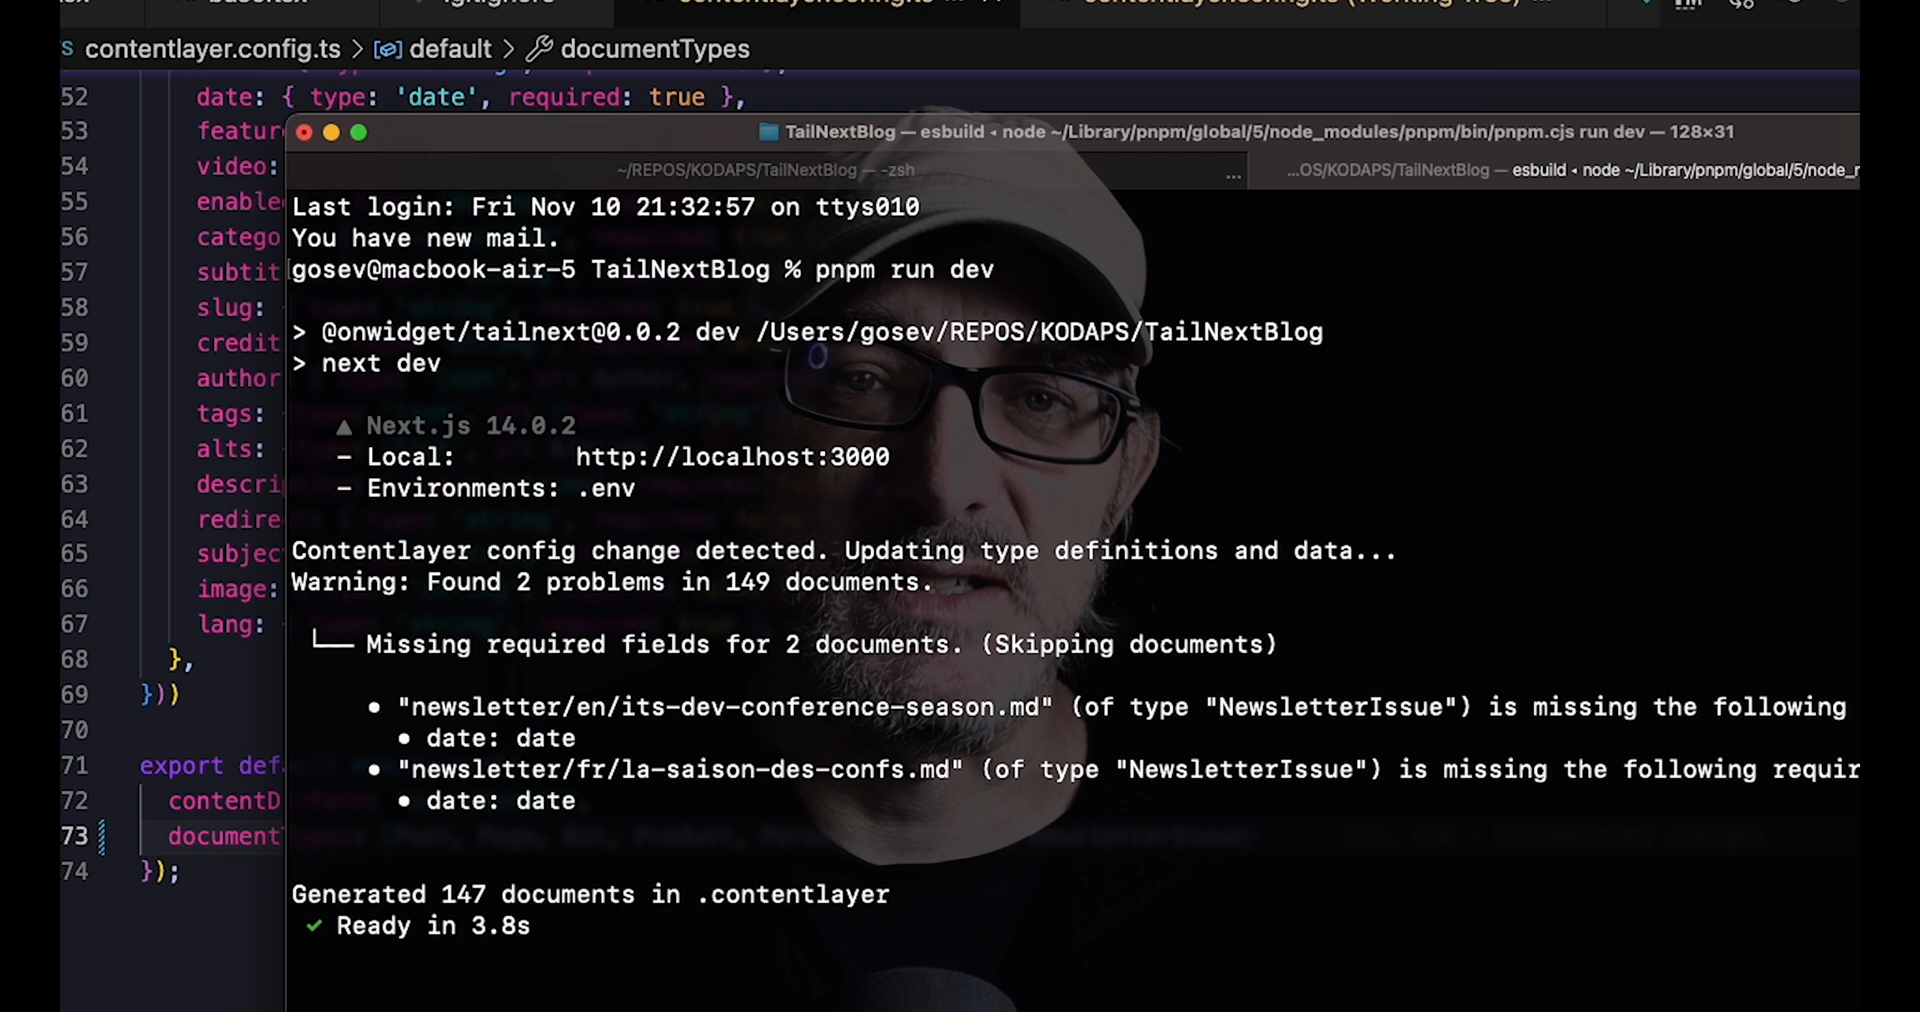 contentlayer.config.ts > default > documentTypes
52 date: { type: 'date', required: true },
53 featur
54 video:
55 enable
56 catego
57 subtit
58 slug:
59 credit
60 author
61 tags:
62 alts:
63 descri
64 redire
65 subjec
66 image:
67 lang:
68 },
69 }))
70
71 export def
72 contentD
73 document
74 });
TailNextBlog — esbuild ◂ node ~/Library/pnpm/global/5/node_modules/pnpm/bin/pnpm.cjs run dev — 128×31
~/REPOS/KODAPS/TailNextBlog — -zsh ...
...OS/KODAPS/TailNextBlog — esbuild ◂ node ~/Library/pnpm/global/5/node_r
Last login: Fri Nov 10 21:32:57 on ttys010
You have new mail.
[gosev@macbook-air-5 TailNextBlog % pnpm run dev
> @onwidget/tailnext@0.0.2 dev /Users/gosev/REPOS/KODAPS/TailNextBlog
> next dev
▲ Next.js 14.0.2
- Local: http://localhost:3000
- Environments: .env
Contentlayer config change detected. Updating type definitions and data...
Warning: Found 2 problems in 149 documents.
└── Missing required fields for 2 documents. (Skipping documents)
• "newsletter/en/its-dev-conference-season.md" (of type "NewsletterIssue") is missing the following
• date: date
• "newsletter/fr/la-saison-des-confs.md" (of type "NewsletterIssue") is missing the following requir
• date: date
Generated 147 documents in .contentlayer
✓ Ready in 3.8s